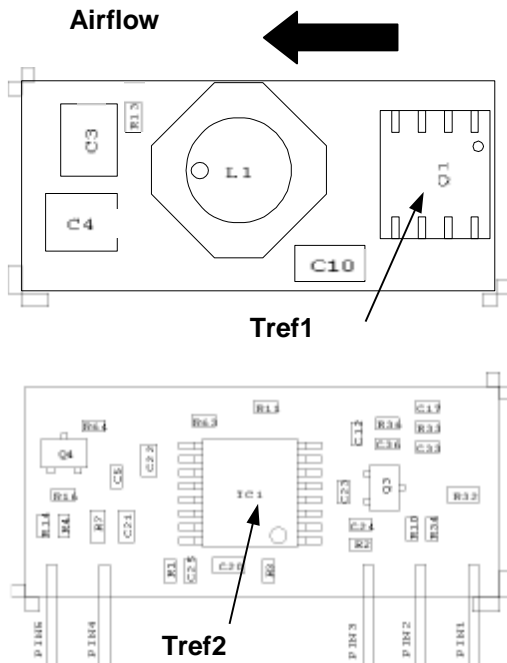 Airflow
R13
C3
L1
Q1
C4
C10
Tref1
R11
C17
R64
R63
C12
R36
R33
Q4
C22
C36
C33
C5
IC1
C23
Q3
R16
R32
R14
R4
R7
C21
C24
R10
R34
R2
R1
C25
C20
R8
PIN5
PIN4
PIN3
PIN2
PIN1
Tref2